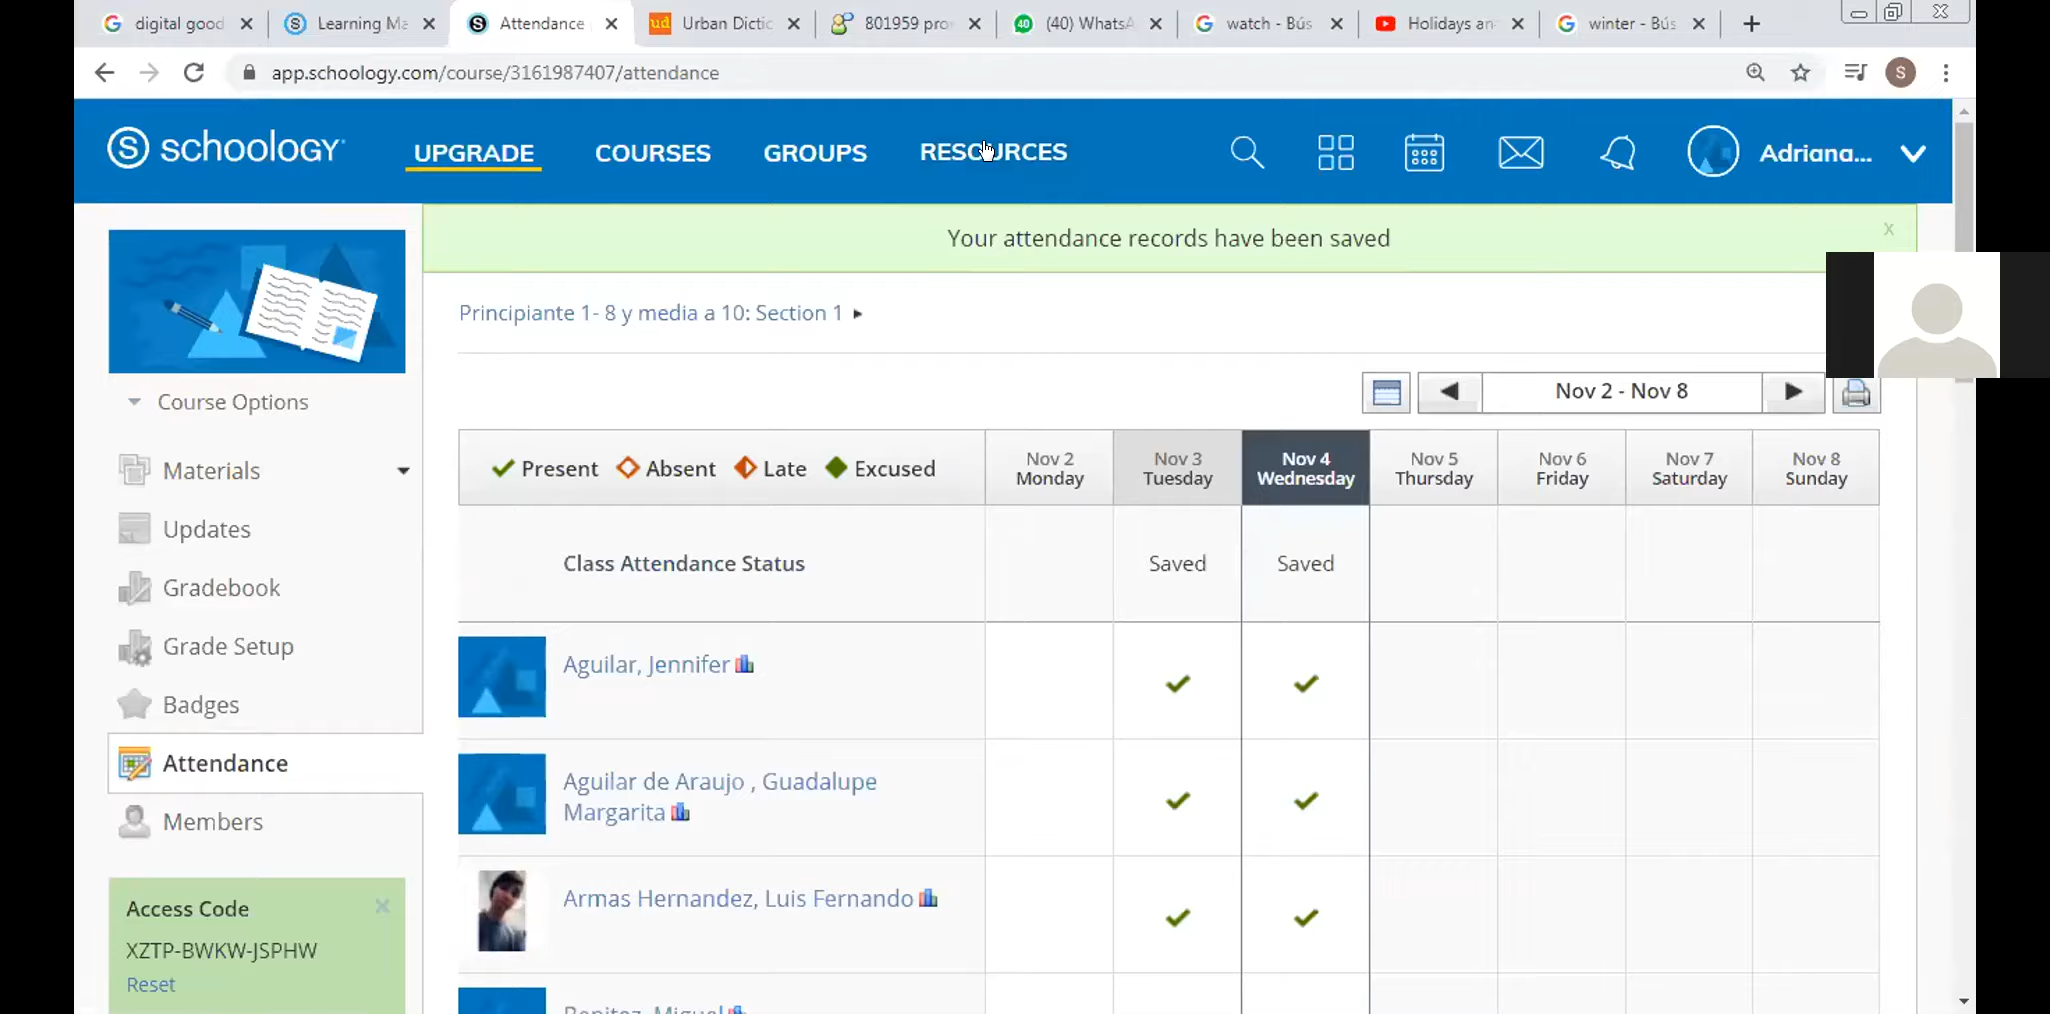 digital good
Learning Ma
Attendance
ud
Urban Dictic
801959 pro
40
(40) WhatsA
watch - Bús
Holidays an
winter - Bús
app.schoology.com/course/3161987407/attendance
S
S schoology
UPGRADE
COURSES
GROUPS
RESOURCES
Adriana...
Your attendance records have been saved
x
Principiante 1- 8 y media a 10: Section 1
Course Options
Nov 2 - Nov 8
Materials
Updates
Gradebook
Grade Setup
Badges
Attendance
Members
Access Code
XZTP-BWKW-JSPHW
Reset
Present Absent Late Excused
Nov 2
Monday
Nov 3
Tuesday
Nov 4
Wednesday
Nov 5
Thursday
Nov 6
Friday
Nov 7
Saturday
Nov 8
Sunday
Class Attendance Status
Saved
Saved
Aguilar, Jennifer
Aguilar de Araujo , Guadalupe
Margarita
Armas Hernandez, Luis Fernando
Benitez, Miguel